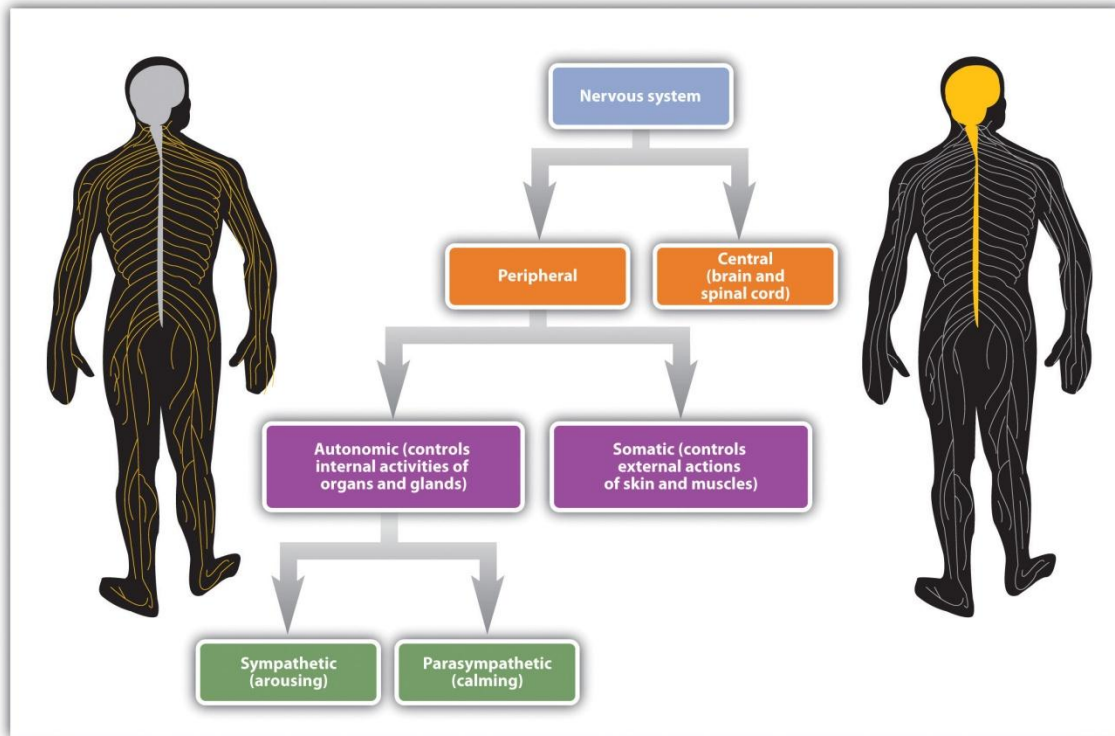 Nervous system
Peripheral
Central
(brain and
spinal cord)
Autonomic (controls
internal activities of
organs and glands)
Somatic (controls
external actions
of skin and muscles)
Sympathetic
(arousing)
Parasympathetic
(calming)